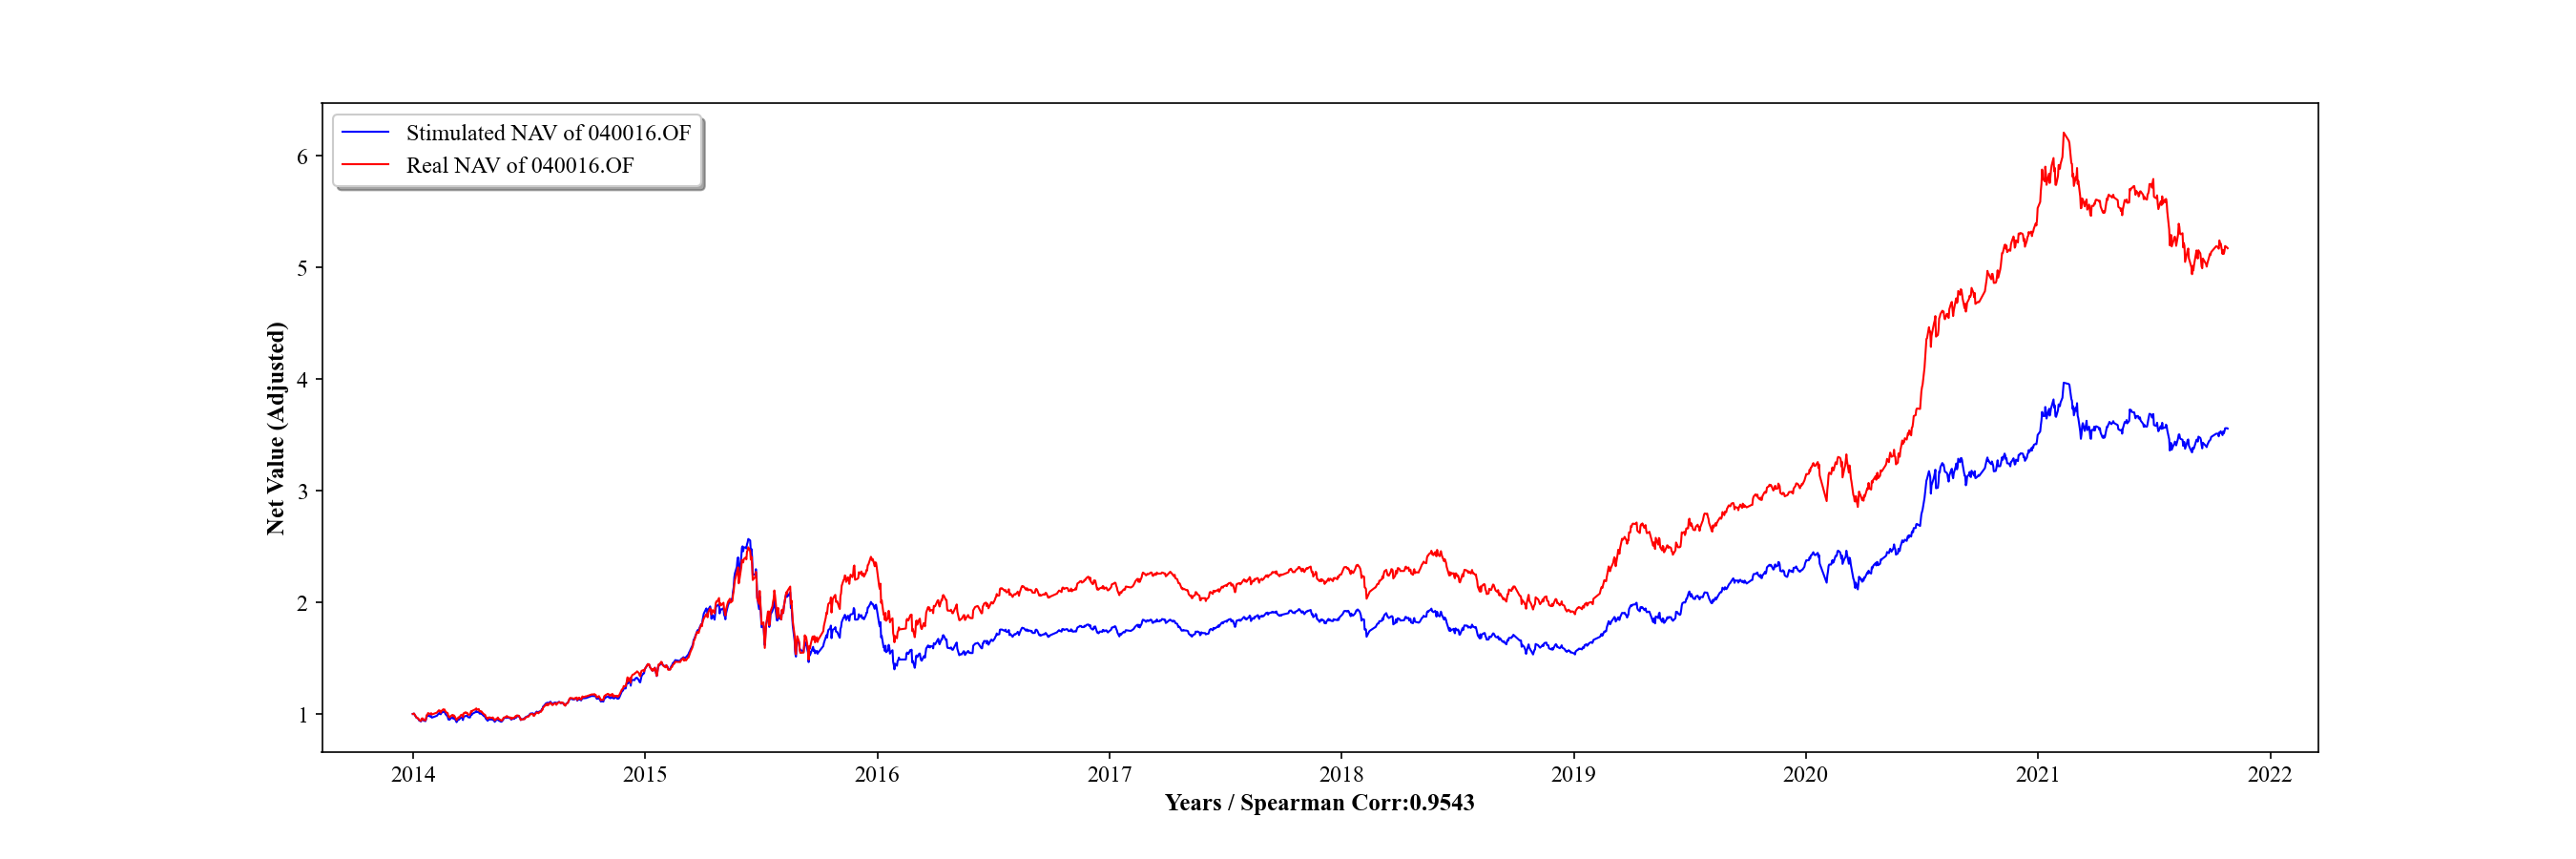 Stimulated NAV of 040016.OF
Real NAV of 040016.OF
Net Value (Adjusted)
6
5
4
3
2
1
2014 2015 2016 2017 2018 2019 2020 2021 2022
Years / Spearman Corr:0.9543